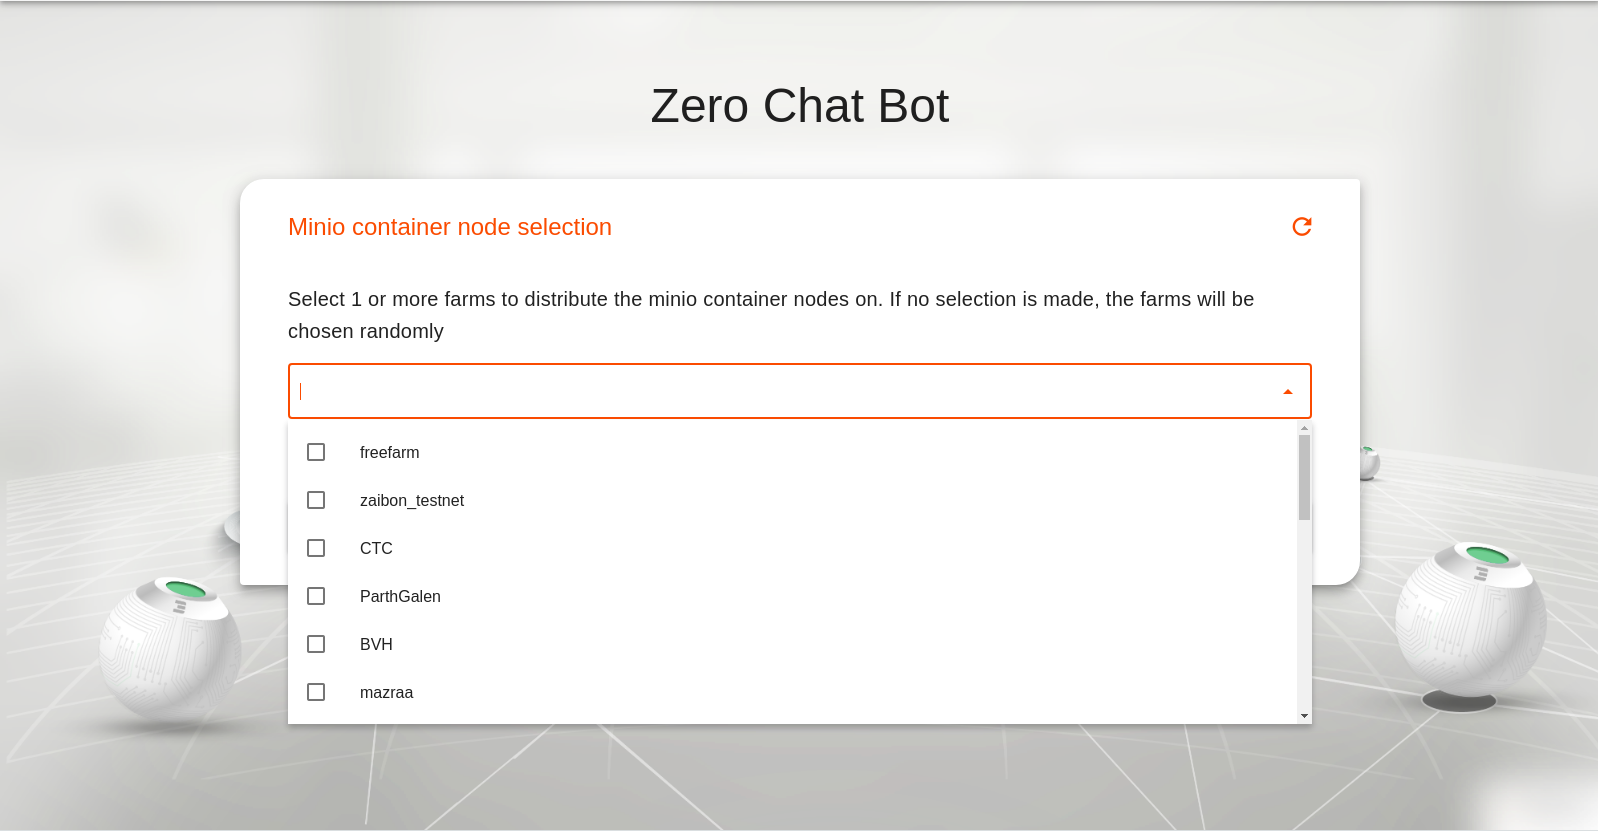 Zero Chat Bot
Minio container node selection
Select 1 or more farms to distribute the minio container nodes on. If no selection is made, the farms will be
chosen randomly
freefarm
zaibon_testnet
CTC
ParthGalen
BVH
mazraa